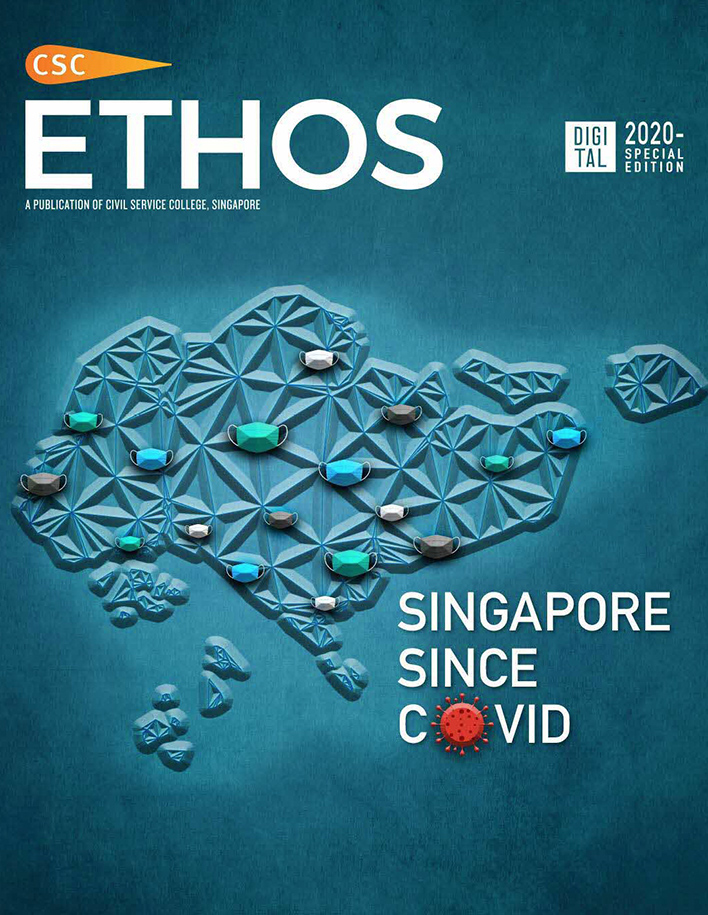 CSC
ETHOS
A PUBLICATION OF CIVIL SERVICE COLLEGE, SINGAPORE
DIGI
TAL
2020-
SPECIAL
EDITION
SINGAPORE
SINCE
COVID